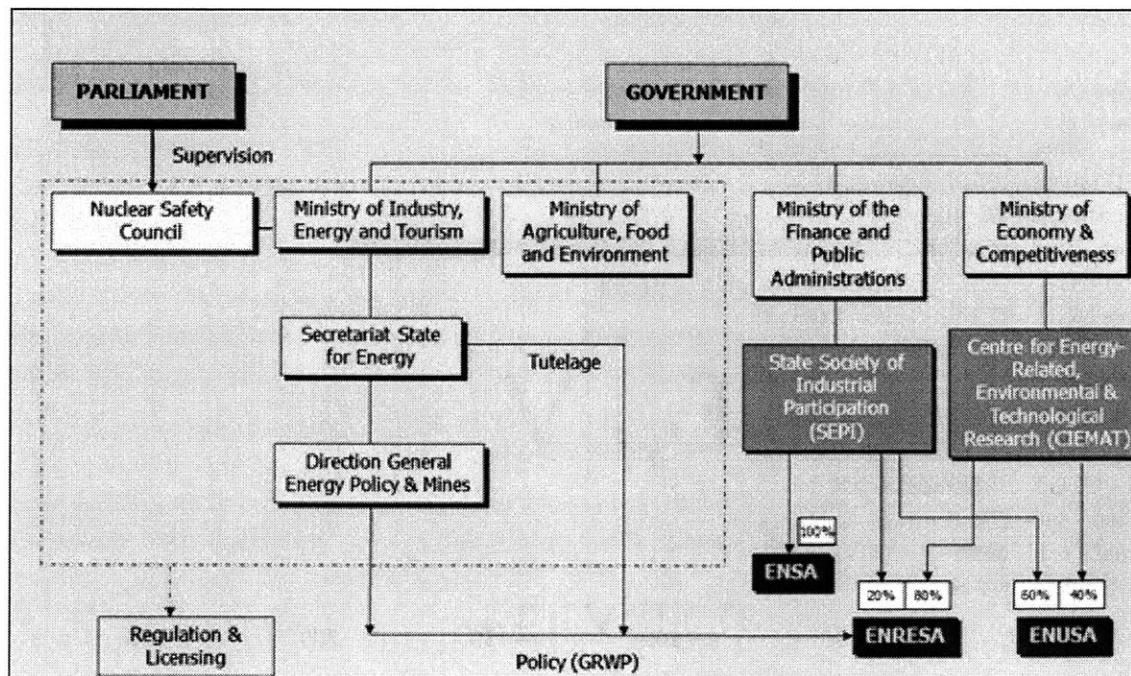 PARLIAMENT
GOVERNMENT
Supervision
Nuclear Safety
Council
Ministry of Industry,
Energy and Tourism
Ministry of
Agriculture, Food
and Environment
Ministry of the
Finance and
Public
Administrations
Ministry of
Economy &
Competitiveness
Secretariat State
for Energy
Tutelage
State Society of
Industrial
Participation
(SEPI)
Centre for Energy-
Related,
Environmental &
Technological
Research (CIEMAT)
Direction General
Energy Policy & Mines
100%
ENSA
20%
80%
60%
40%
Regulation &
Licensing
Policy (GRWP)
ENRESA
ENUSA